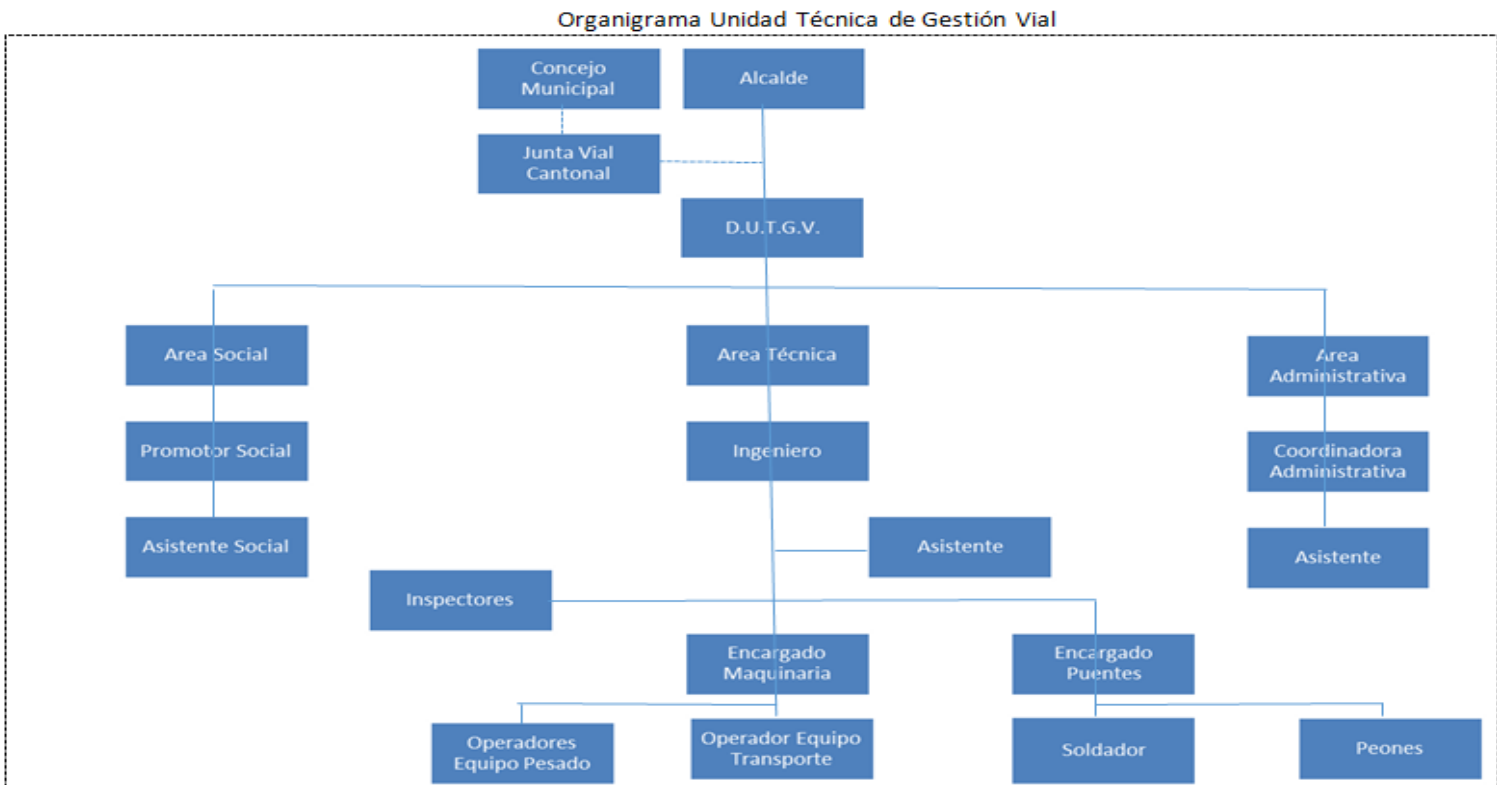 Organigrama Unidad Técnica de Gestión Vial
Concejo
Municipal
Alcalde
Junta Vial
Cantonal
D.U.T.G.V.
Area Social
Area Técnica
Area
Administrativa
Promotor Social
Ingeniero
Coordinadora
Administrativa
Asistente Social
Asistente
Asistente
Inspectores
Encargado
Maquinaria
Encargado
Puentes
Operadores
Equipo Pesado
Operador Equipo
Transporte
Soldador
Peones